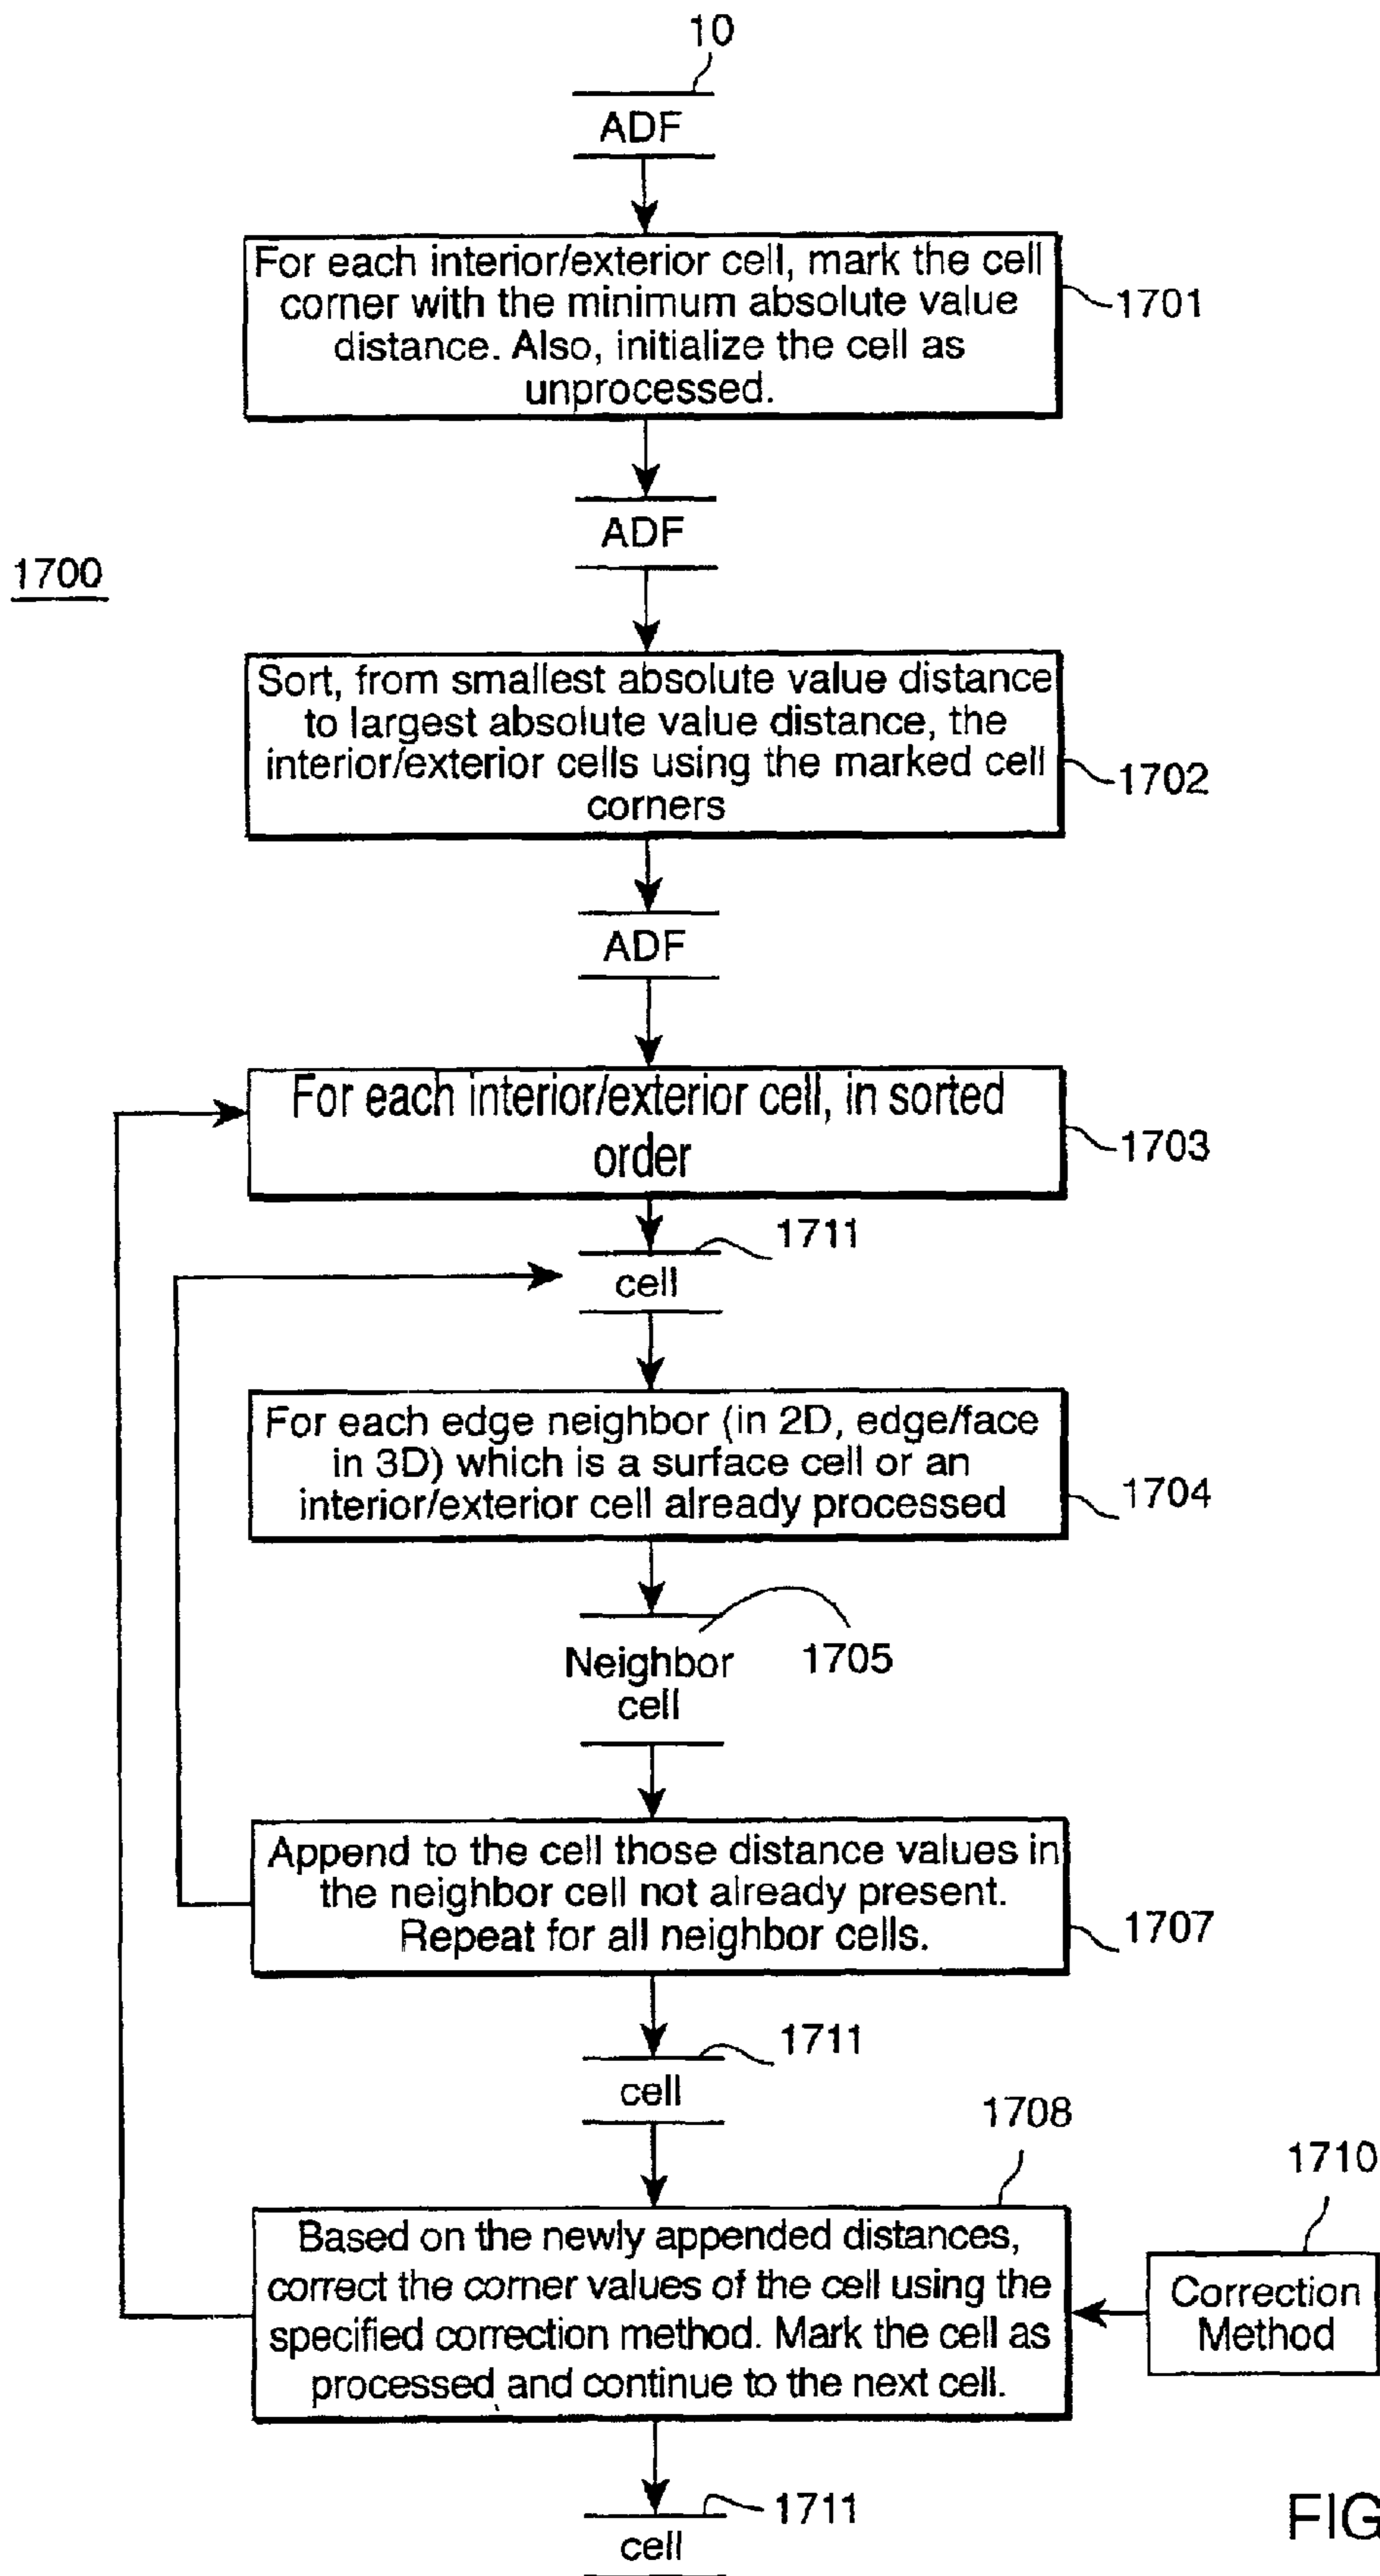 10
ADF
For each interior/exterior cell, mark the cell
corner with the minimum absolute value
distance. Also, initialize the cell as
unprocessed.
1701
ADF
1700
Sort, from smallest absolute value distance
to largest absolute value distance, the
interior/exterior cells using the marked cell
corners
1702
ADF
For each interior/exterior cell, in sorted
order
1703
1711
cell
For each edge neighbor (in 2D, edge/face
in 3D) which is a surface cell or an
interior/exterior cell already processed
1704
Neighbor
cell
1705
Append to the cell those distance values in
the neighbor cell not already present.
Repeat for all neighbor cells.
1707
1711
cell
1708
1710
Based on the newly appended distances,
correct the corner values of the cell using the
specified correction method. Mark the cell as
processed and continue to the next cell.
Correction
Method
1711
cell
FIG